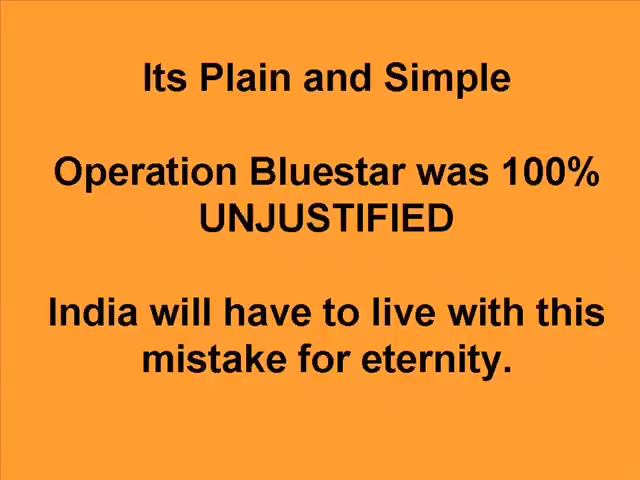 Its Plain and Simple
Operation Bluestar was 100%
UNJUSTIFIED
India will have to live with this
mistake for eternity.